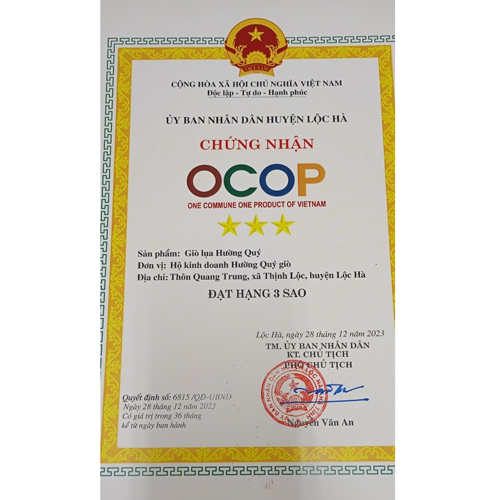 CỘNG HÒA XÃ HỘI CHỦ NGHĨA VIỆT NAM
Độc lập - Tự do - Hạnh phúc
ỦY BAN NHÂN DÂN HUYỆN LỘC HÀ
CHỨNG NHẬN
OCOP
ONE COMMUNE ONE PRODUCT OF VIETNAM
Sản phẩm: Giò lụa Hường Quý
Đơn vị: Hộ kinh doanh Hường Quý giò
Địa chỉ: Thôn Quang Trung, xã Thịnh Lộc, huyện Lộc Hà
ĐẠT HẠNG 3 SAO
Lộc Hà, ngày 28 tháng 12 năm 2023
TM. ỦY BAN NHÂN DÂN
KT. CHỦ TỊCH
PHÓ CHỦ TỊCH
Quyết định số: 6815 /QĐ-UBND
Ngày 28 tháng 12 năm 2023
Có giá trị trong 36 tháng
kể từ ngày ban hành
Nguyễn Văn An